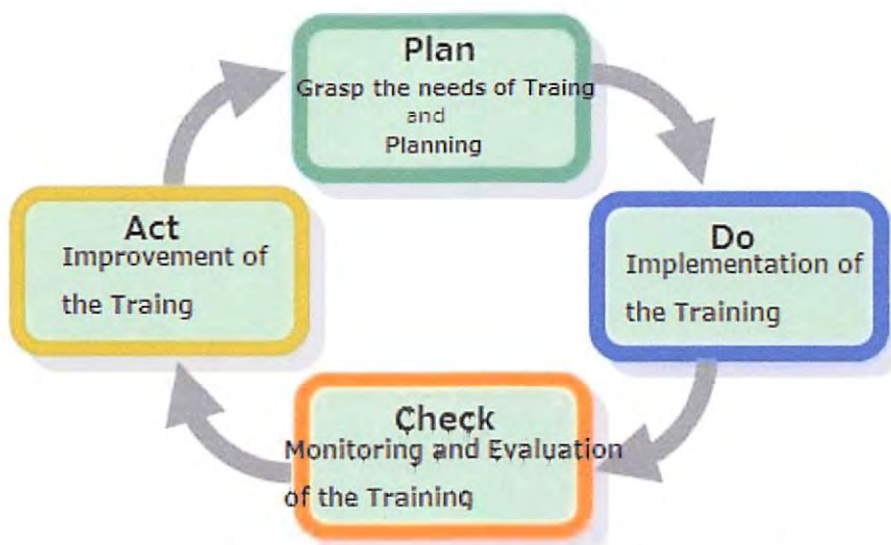 Plan
Grasp the needs of Traing
and
Planning
Do
Implementation of
the Training
Check
Monitoring and Evaluation
of the Training
Act
Improvement of
the Traing